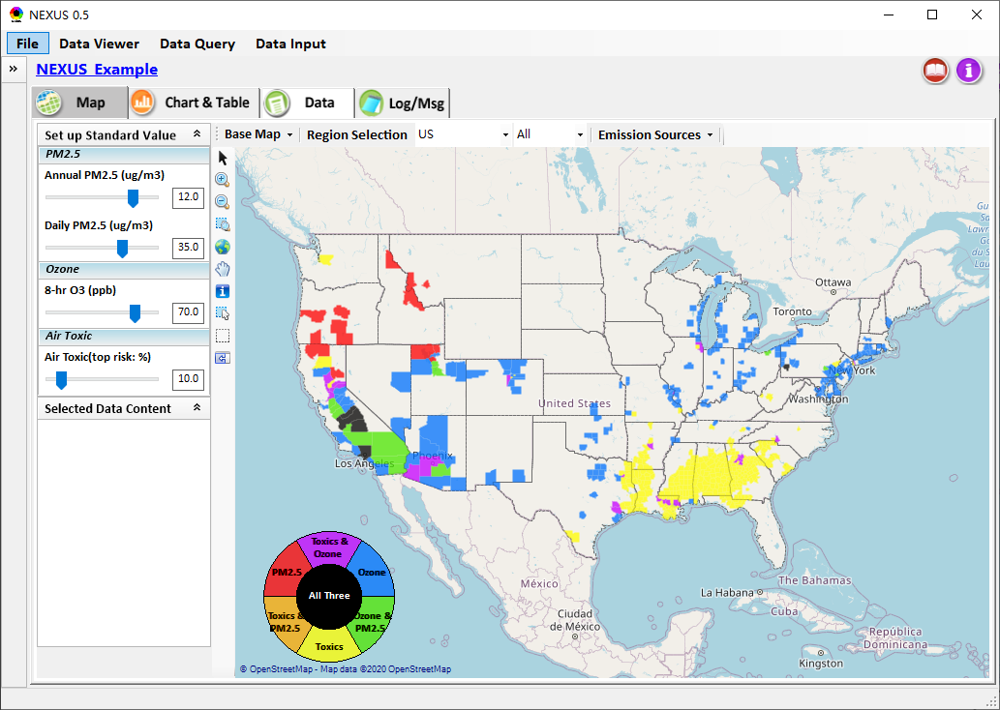 NEXUS 0.5
File Data Viewer Data Query Data Input
»
NEXUS_Example
Map Chart & Table Data Log/Msg
Set up Standard Value
Base Map Region Selection US All Emission Sources
PM2.5
Annual PM2.5 (ug/m3)
12.0
Daily PM2.5 (ug/m3)
35.0
Ozone
8-hr O3 (ppb)
70.0
Air Toxic
Air Toxic(top risk: %)
10.0
Selected Data Content
Ottawa
Toronto
New York
Washington
United States
Phoenix
Los Angeles
México
Ciudad
de México
La Habana
The Bahamas
Cuba
República
Dominicana
Kingston
Toxics &
Ozone
PM2.5
Ozone
All Three
Toxics &
PM2.5
Ozone &
PM2.5
Toxics
© OpenStreetMap - Map data ©2020 OpenStreetMap